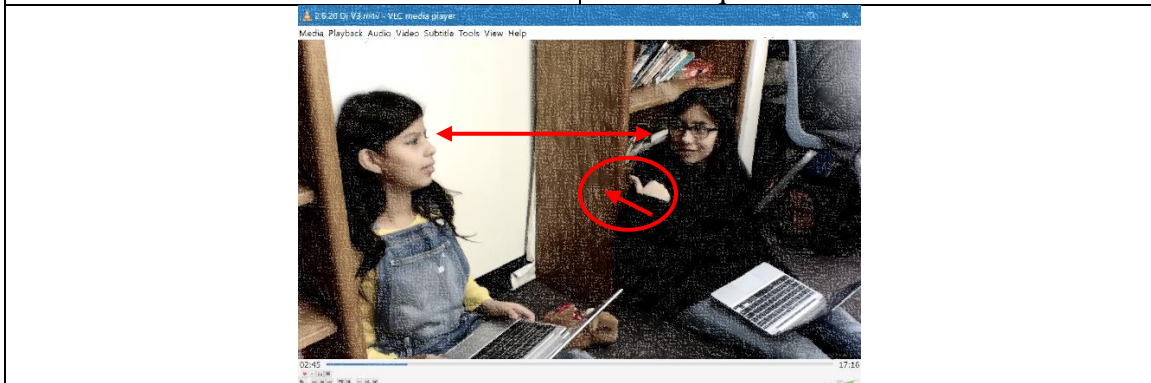 2.6.20 Di V3.m4v - VLC media player
Media Playback Audio Video Subtitle Tools View Help
02:45
17:16